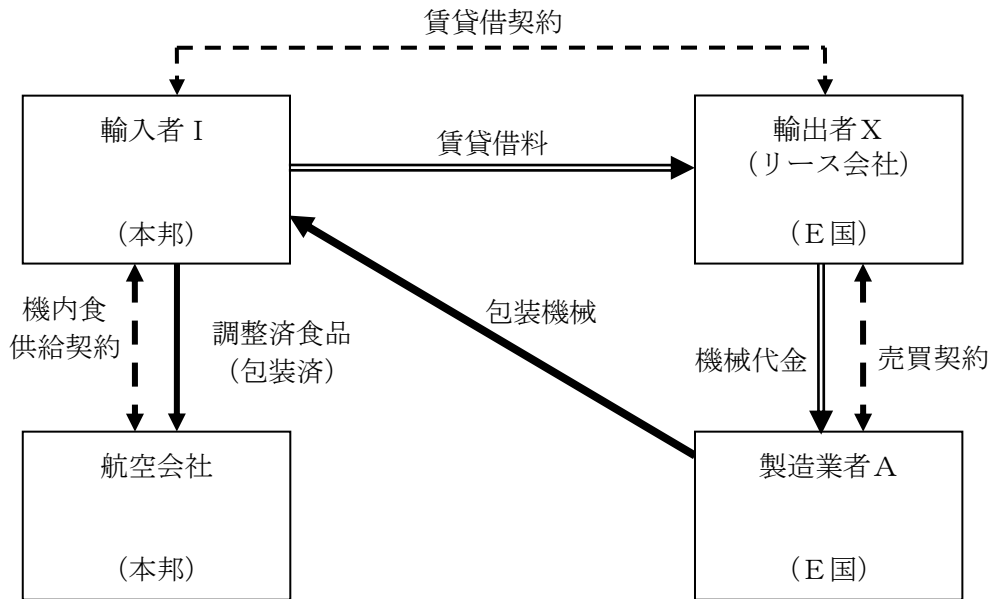 賃貸借契約
輸入者Ｉ
（本邦）
賃貸借料
輸出者Ｘ
（リース会社）
（Ｅ国）
機内食
供給契約
調整済食品
（包装済）
包装機械
機械代金
売買契約
航空会社
（本邦）
製造業者Ａ
（Ｅ国）